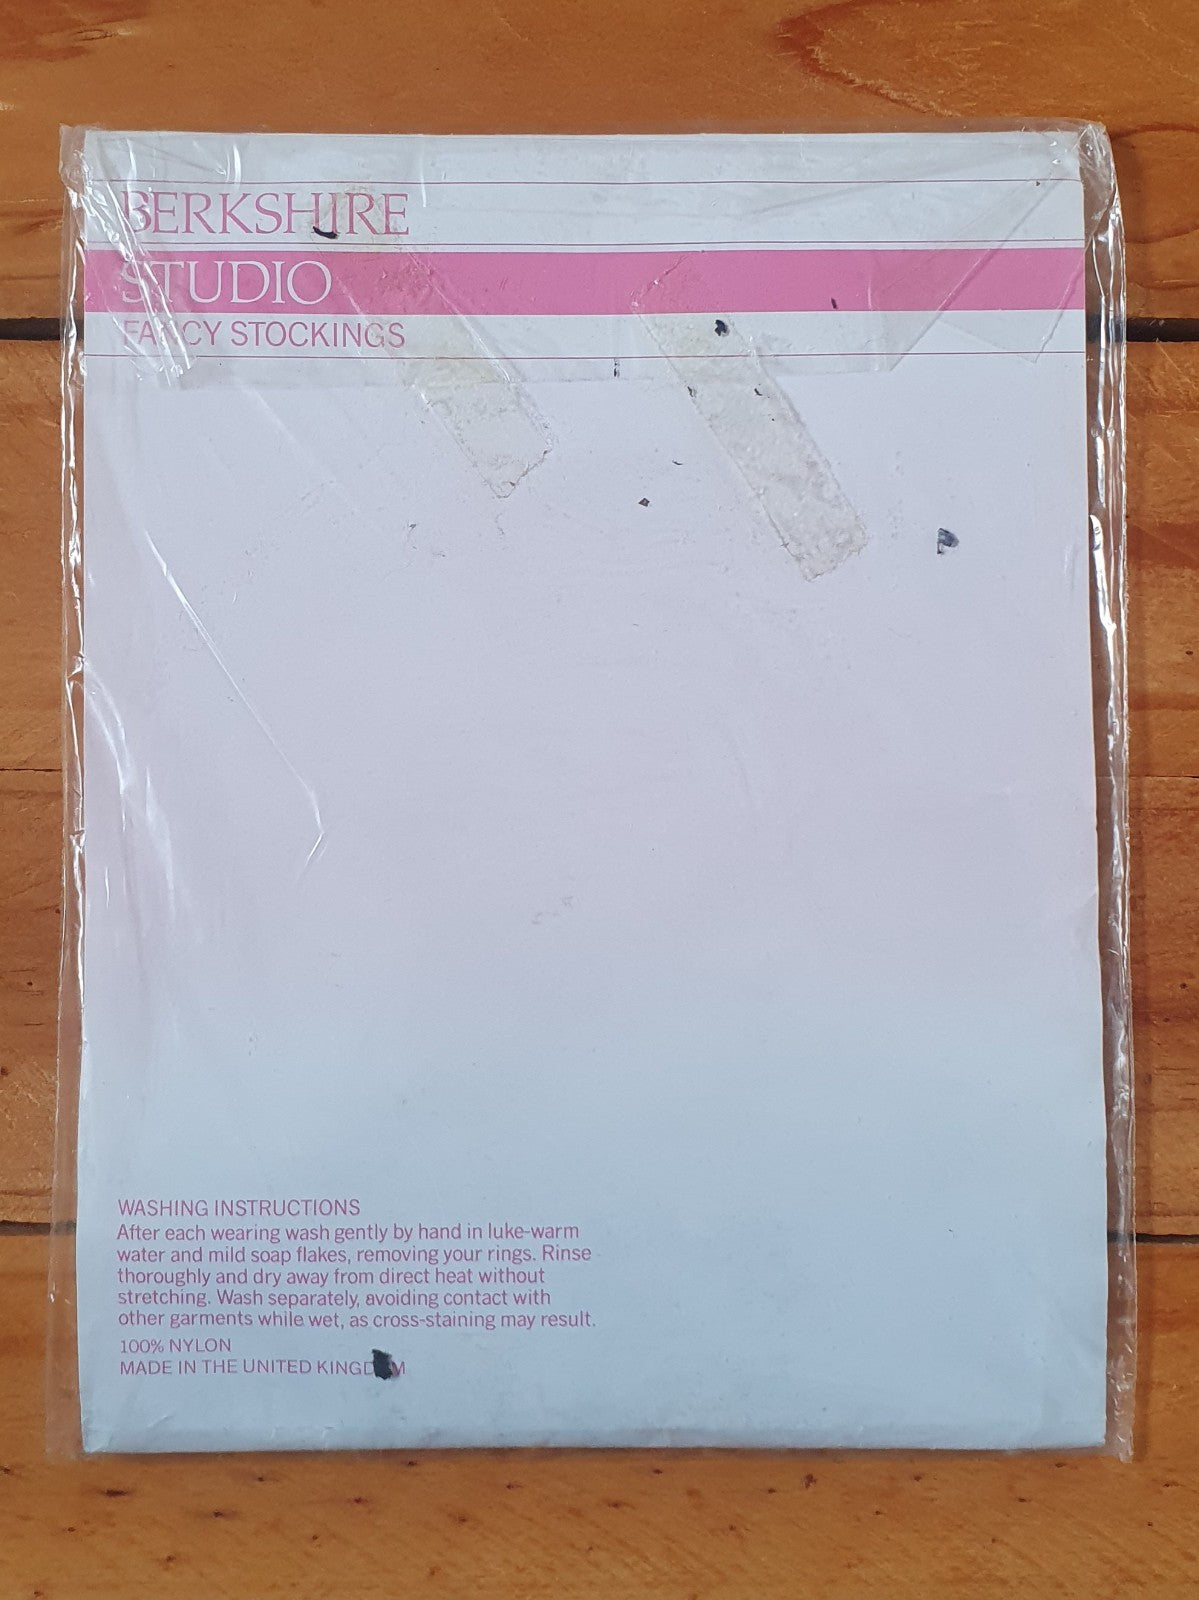 BERKSHIRE
STUDIO
FANCY STOCKINGS
WASHING INSTRUCTIONS
After each wearing wash gently by hand in luke-warm
water and mild soap flakes, removing your rings. Rinse
thoroughly and dry away from direct heat without
stretching. Wash separately, avoiding contact with
other garments while wet, as cross-staining may result.
100% NYLON
MADE IN THE UNITED KINGDOM